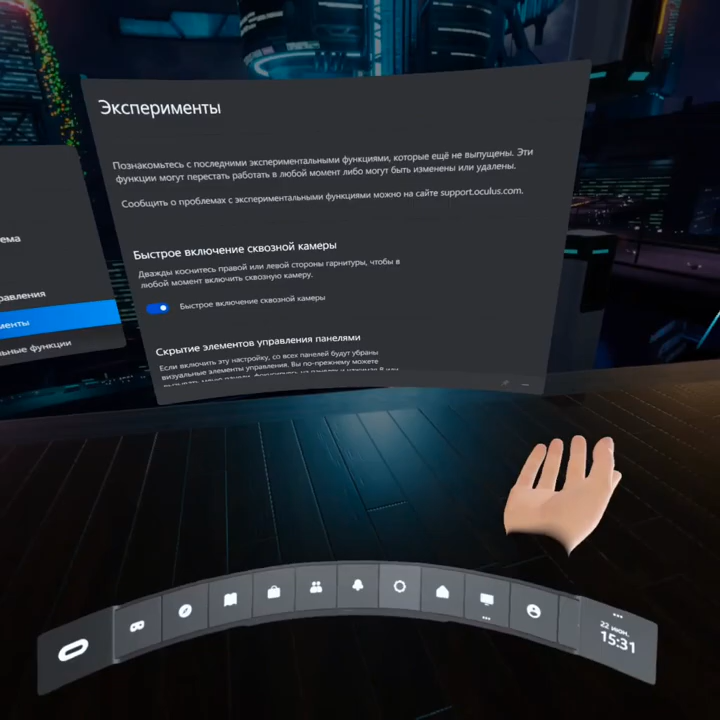 Эксперименты
Познакомьтесь с последними экспериментальными функциями, которые ещё не выпущены. Эти
функции могут перестать работать в любой момент либо могут быть изменены или удалены.
Сообщить о проблемах с экспериментальными функциями можно на сайте support.oculus.com.
Быстрое включение сквозной камеры
Дважды коснитесь правой или левой стороны гарнитуры, чтобы в
любой момент включить сквозную камеру.
Быстрое включение сквозной камеры
Скрытие элементов управления панелями
Если включить эту настройку, со всех панелей будут убраны
визуальные элементы управления. Вы по-прежнему можете
ема
равления
менты
льные функции
22 июн.
15:31